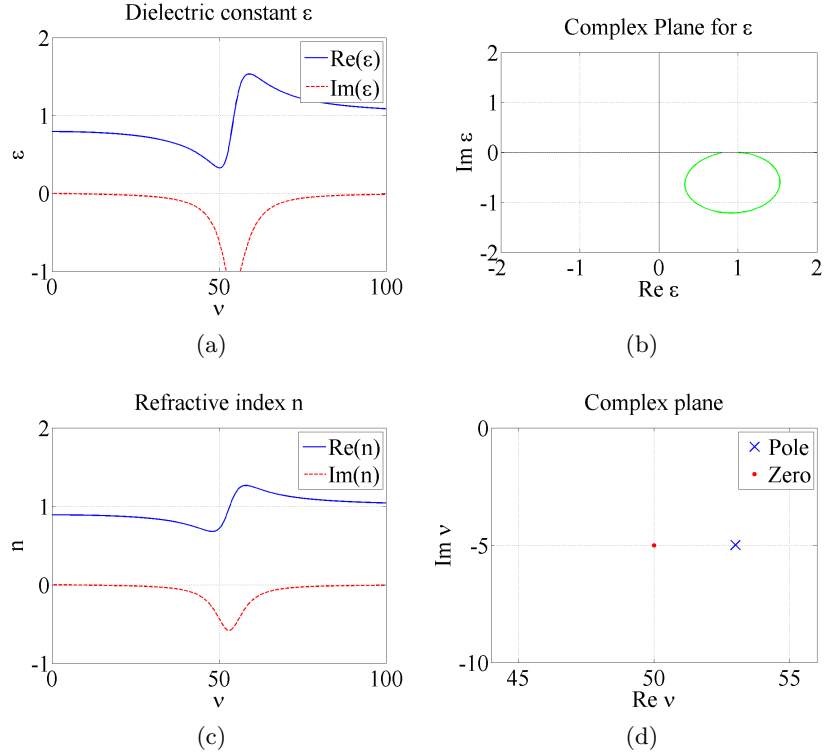 Dielectric constant ε
2
1
0
-1
0
50
100
ε
ν
Re(ε)
Im(ε)
(a)
Complex Plane for ε
2
1
0
-1
-2
-2
-1
0
1
2
Im ε
Re ε
(b)
Refractive index n
2
1
0
-1
0
50
100
n
ν
Re(n)
Im(n)
(c)
Complex plane
0
-5
-10
45
50
55
Im ν
Re ν
Pole
Zero
(d)